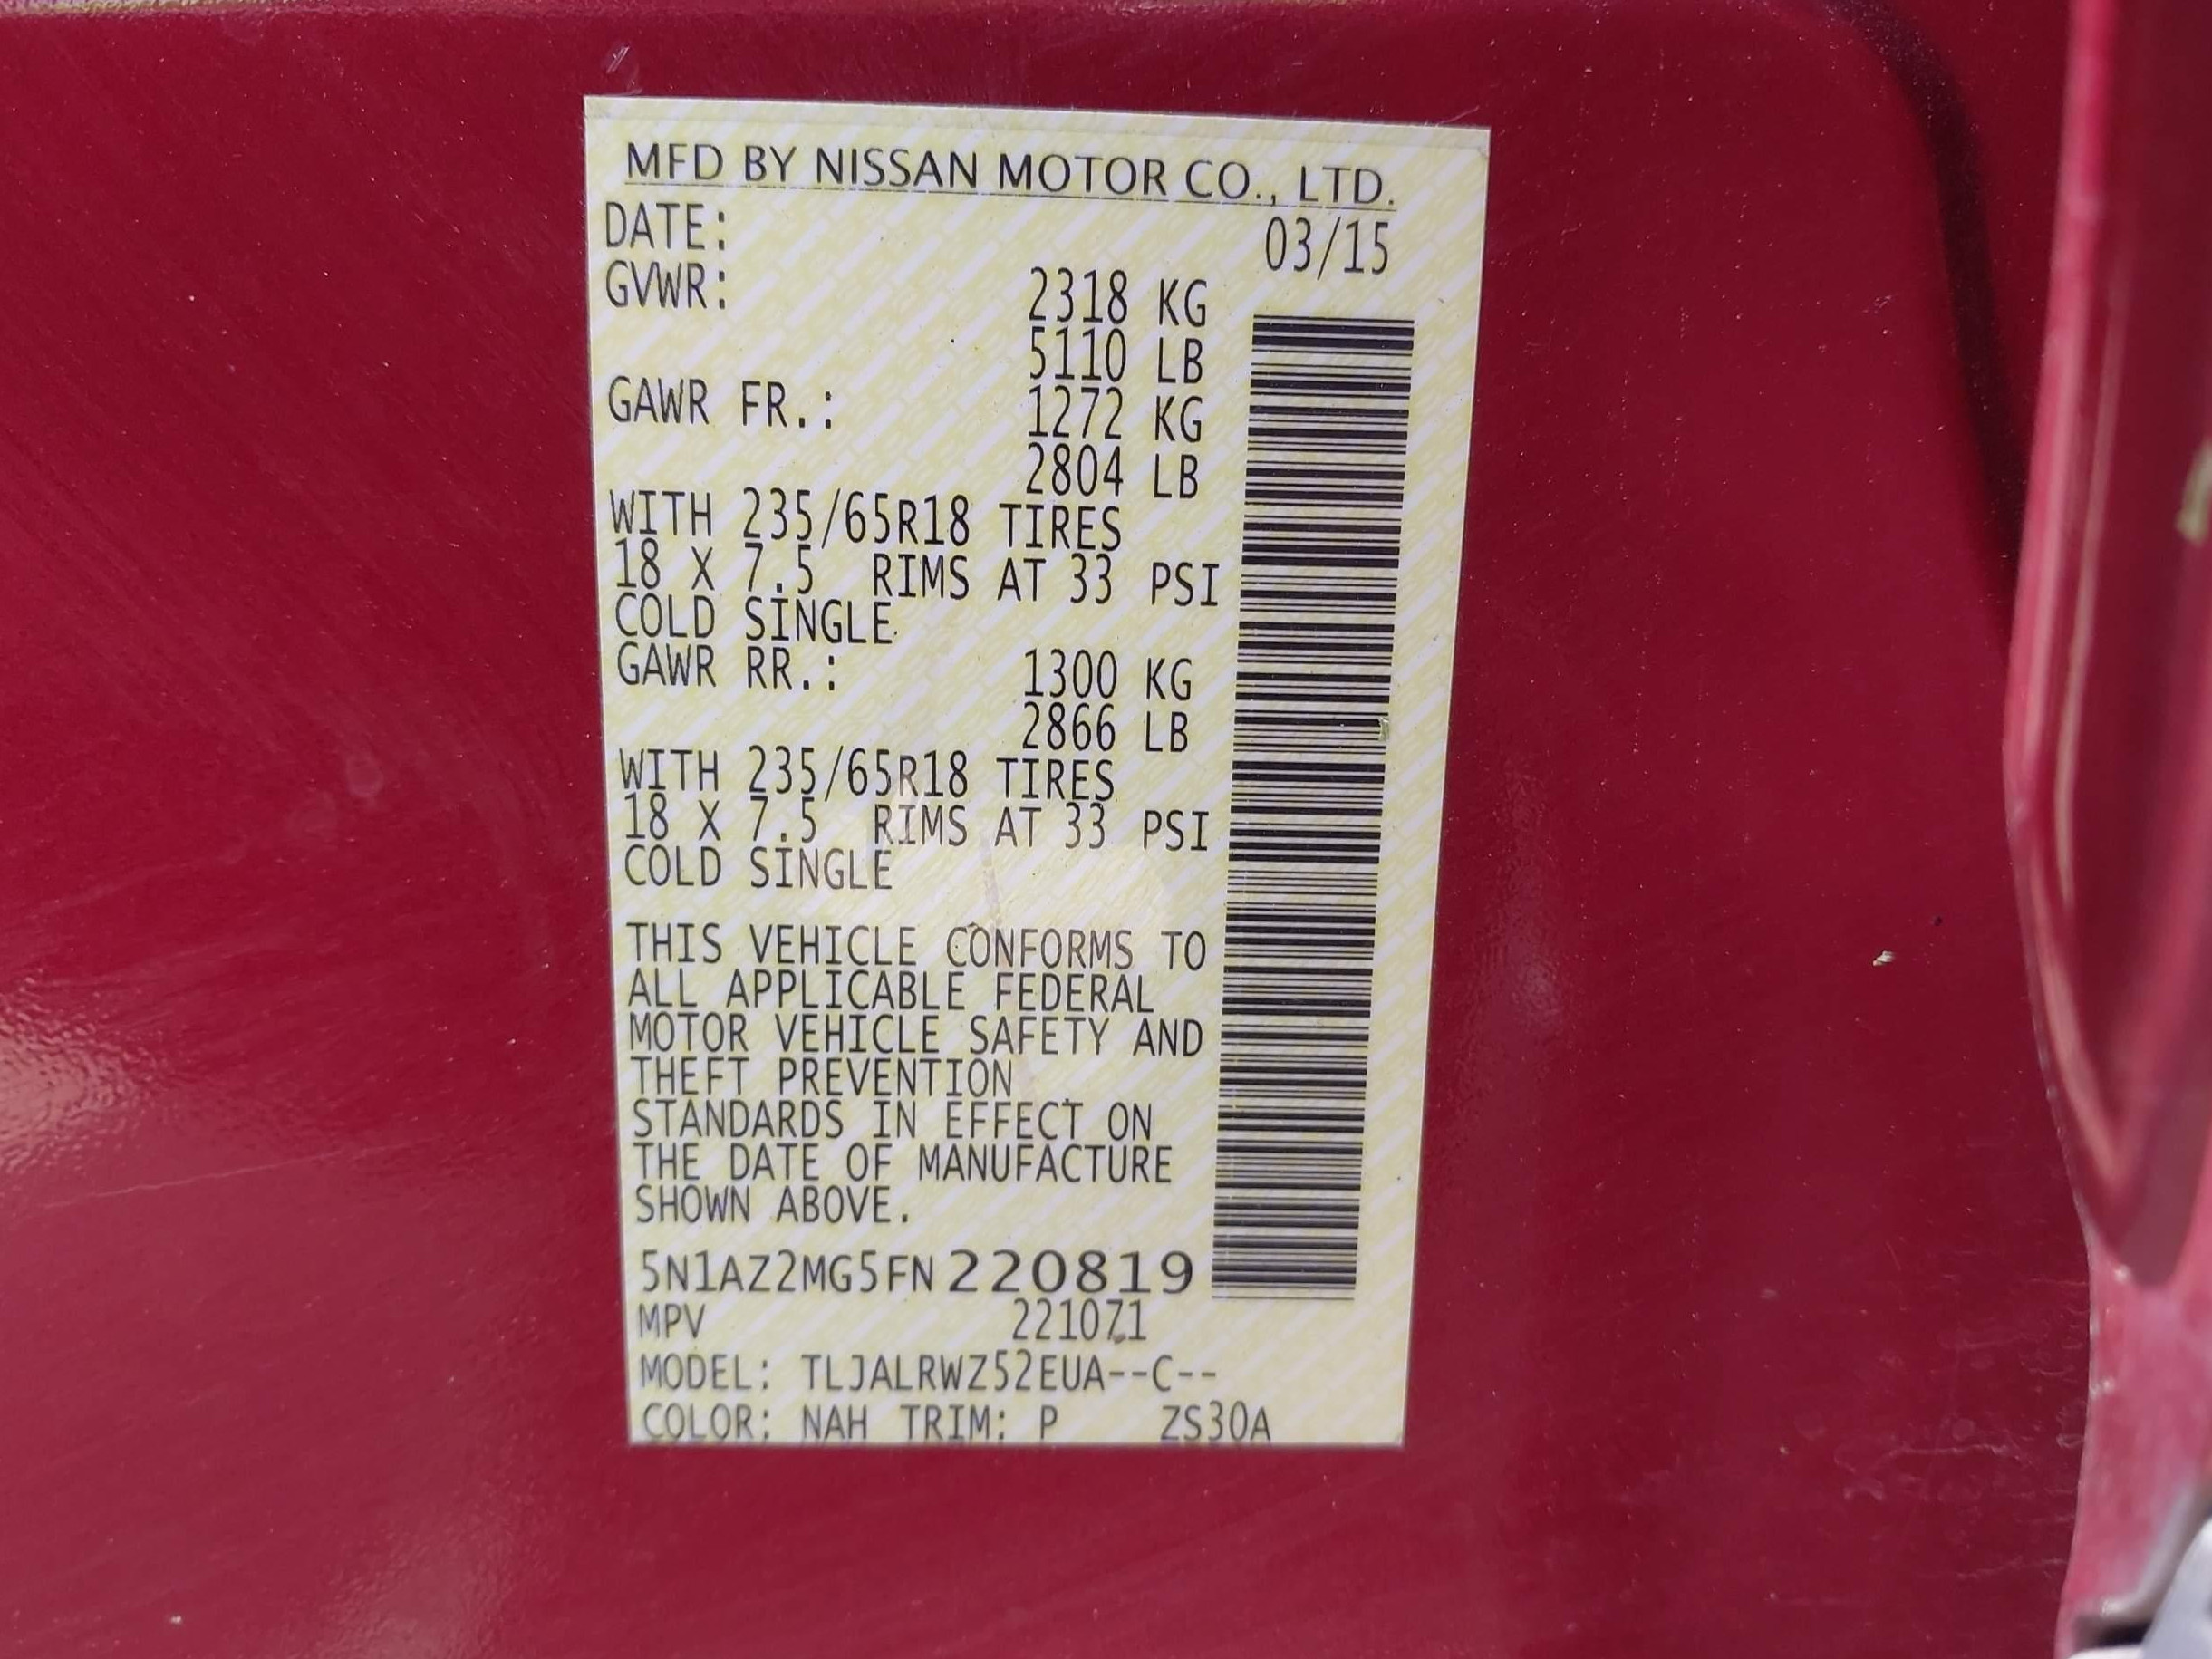 MFD BY NISSAN MOTOR CO., LTD.
DATE: 03/15
GVWR: 2318 KG
5110 LB
GAWR FR.: 1272 KG
2804 LB
WITH 235/65R18 TIRES
18 X 7.5 RIMS AT 33 PSI
COLD SINGLE
GAWR RR.: 1300 KG
2866 LB
WITH 235/65R18 TIRES
18 X 7.5 RIMS AT 33 PSI
COLD SINGLE
THIS VEHICLE CONFORMS TO
ALL APPLICABLE FEDERAL
MOTOR VEHICLE SAFETY AND
THEFT PREVENTION
STANDARDS IN EFFECT ON
THE DATE OF MANUFACTURE
SHOWN ABOVE.
5N1AZ2MG5FN220819
MPV 221071
MODEL: TLJALRWZ52EUA--C--
COLOR: NAH TRIM: P ZS30A